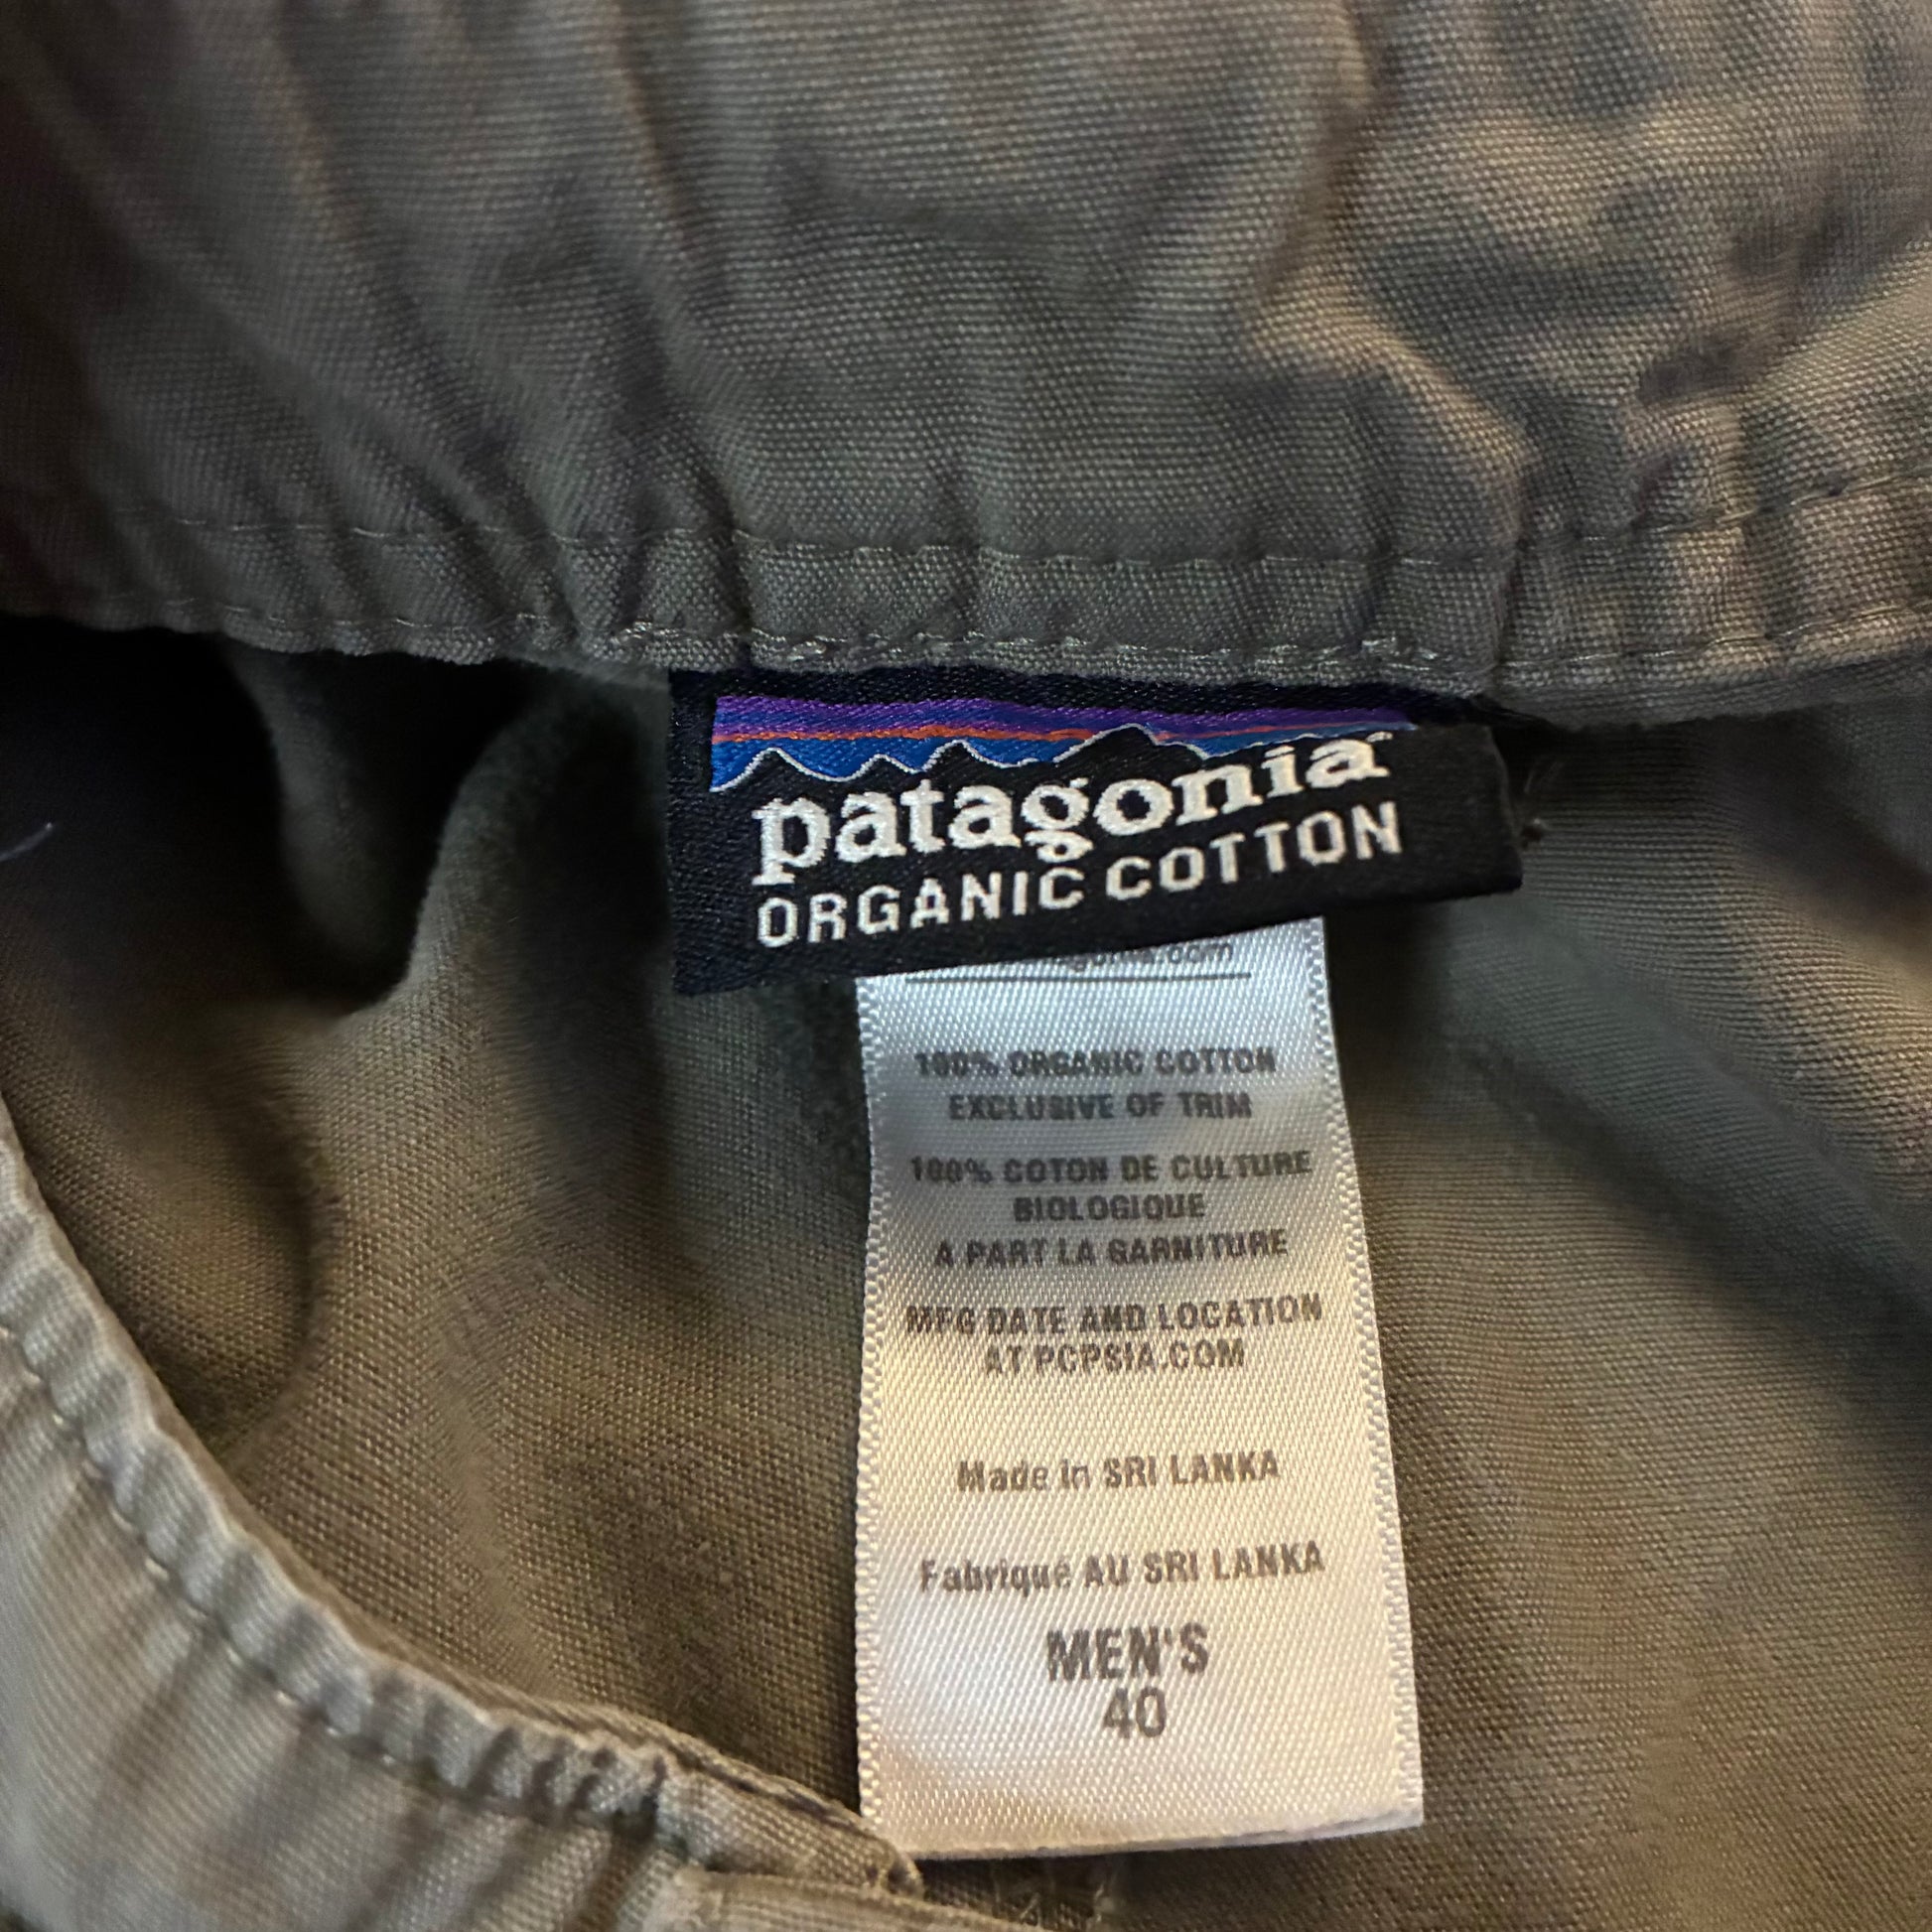 patagonia
ORGANIC COTTON
100% ORGANIC COTTON
EXCLUSIVE OF TRIM
100% COTON DE CULTURE
BIOLOGIQUE
A PART LA GARNITURE
MFG DATE AND LOCATION
AT PCPSIA.COM
Made in SRI LANKA
Fabriqué AU SRI LANKA
MEN'S
40